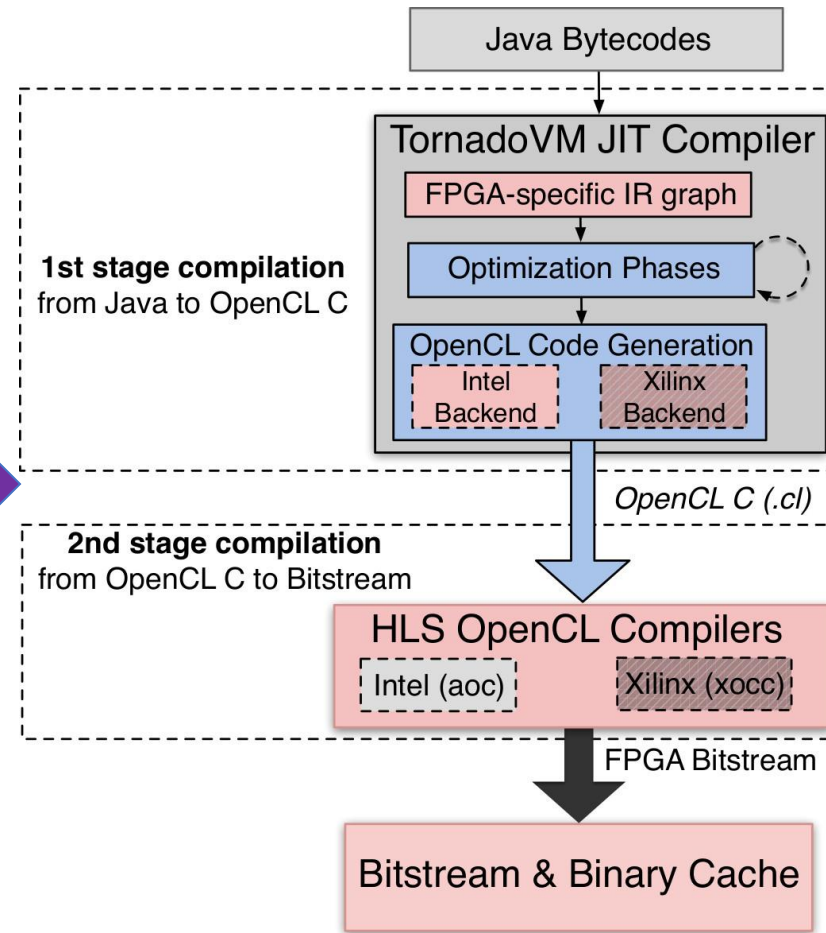 Java Bytecodes
TornadoVM JIT Compiler
FPGA-specific IR graph
1st stage compilation
from Java to OpenCL C
Optimization Phases
OpenCL Code Generation
Intel
Backend
Xilinx
Backend
OpenCL C (.cl)
2nd stage compilation
from OpenCL C to Bitstream
HLS OpenCL Compilers
Intel (aoc)
Xilinx (xocc)
FPGA Bitstream
Bitstream & Binary Cache